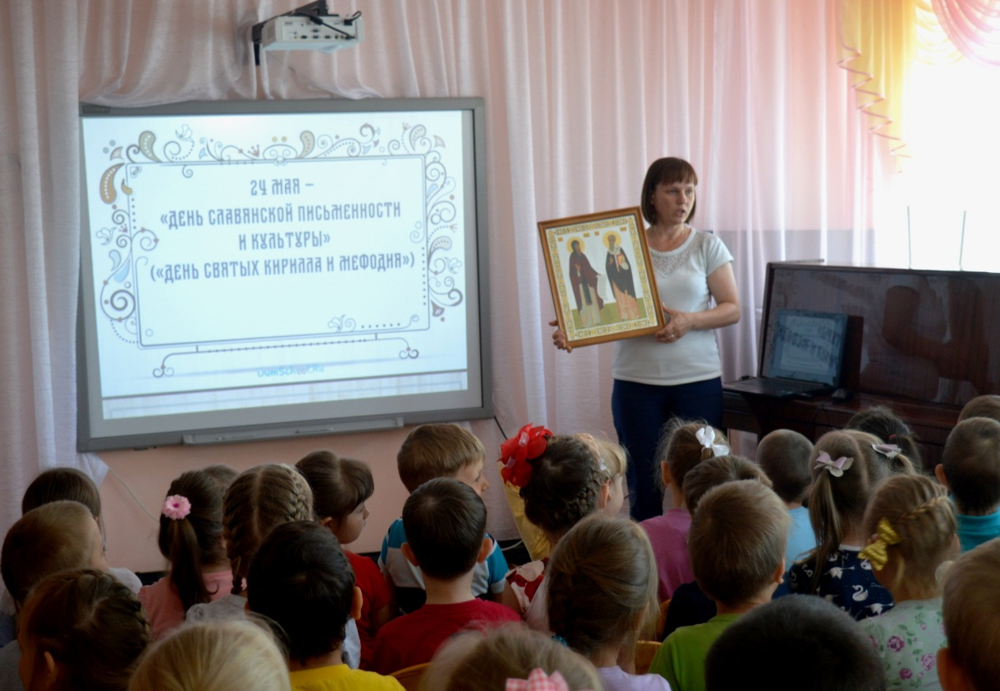 24 МАЯ –
«ДЕНЬ СЛАВЯНСКОЙ ПИСЬМЕННОСТИ
И КУЛЬТУРЫ»
(«ДЕНЬ СВЯТЫХ КИРИЛЛА И МЕФОДИЯ»)